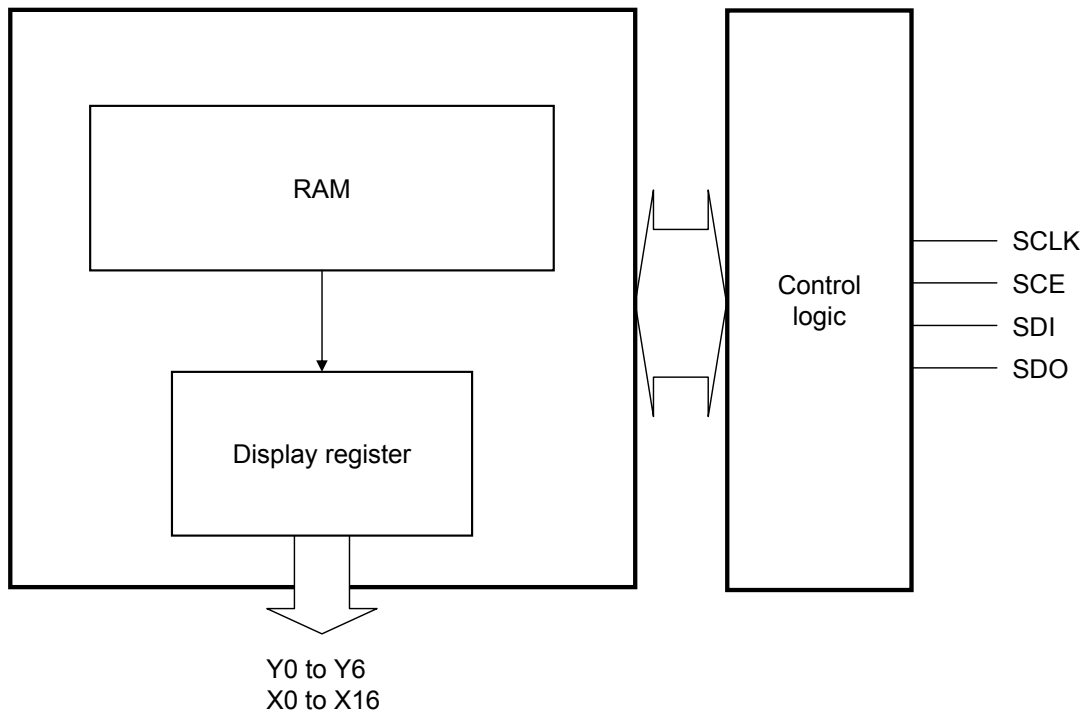 RAM
Display register
Y0 to Y6
X0 to X16
Control
logic
SCLK
SCE
SDI
SDO